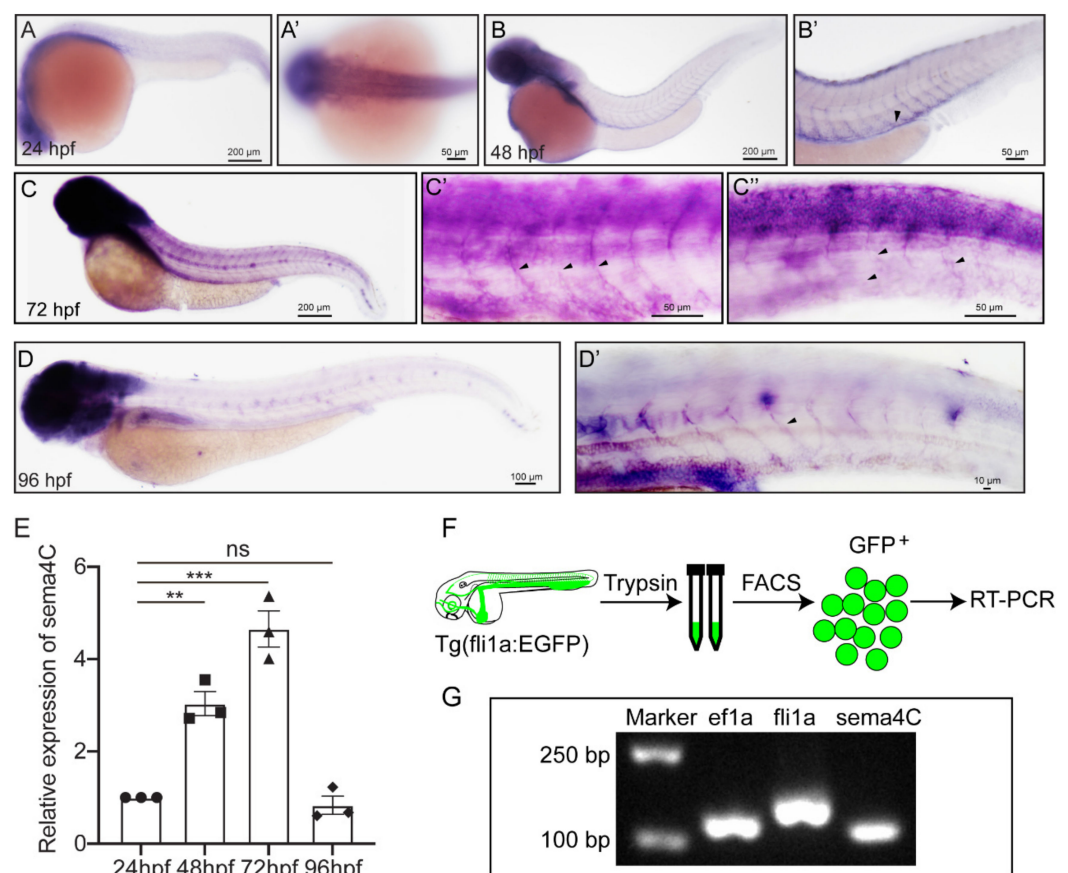 A
24 hpf
200 µm
A'
50 µm
B
48 hpf
200 µm
B'
50 µm
C
72 hpf
200 µm
C'
50 µm
C''
50 µm
D
96 hpf
100 µm
D'
10 µm
E
Relative expression of sema4C
6
4
2
0
ns
***
**
24hpf 48hpf 72hpf 96hpf
F
Tg(fli1a:EGFP)
Trypsin
FACS
GFP+
RT-PCR
G
Marker ef1a fli1a sema4C
250 bp
100 bp